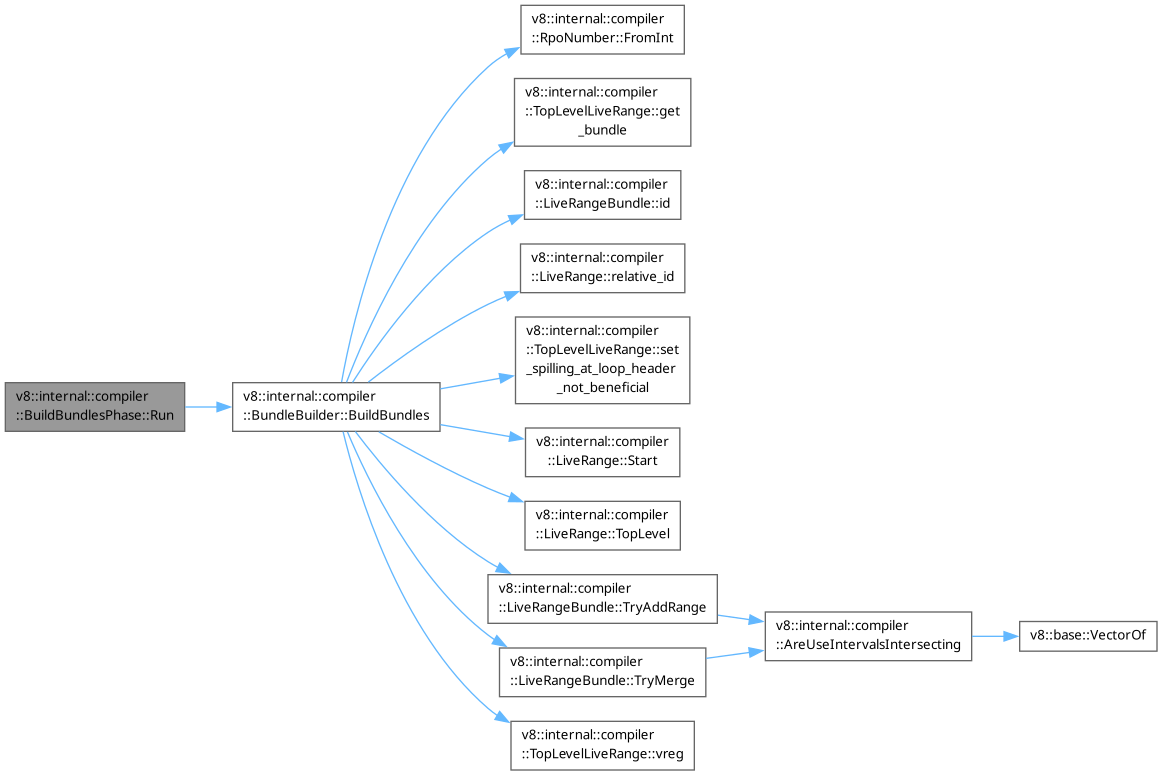 v8::internal::compiler
::RpoNumber::FromInt
v8::internal::compiler
::TopLevelLiveRange::get
_bundle
v8::internal::compiler
::LiveRangeBundle::id
v8::internal::compiler
::LiveRange::relative_id
v8::internal::compiler
::TopLevelLiveRange::set
_spilling_at_loop_header
_not_beneficial
v8::internal::compiler
::BuildBundlesPhase::Run
v8::internal::compiler
::BundleBuilder::BuildBundles
v8::internal::compiler
::LiveRange::Start
v8::internal::compiler
::LiveRange::TopLevel
v8::internal::compiler
::LiveRangeBundle::TryAddRange
v8::internal::compiler
::AreUseIntervalsIntersecting
v8::base::VectorOf
v8::internal::compiler
::LiveRangeBundle::TryMerge
v8::internal::compiler
::TopLevelLiveRange::vreg